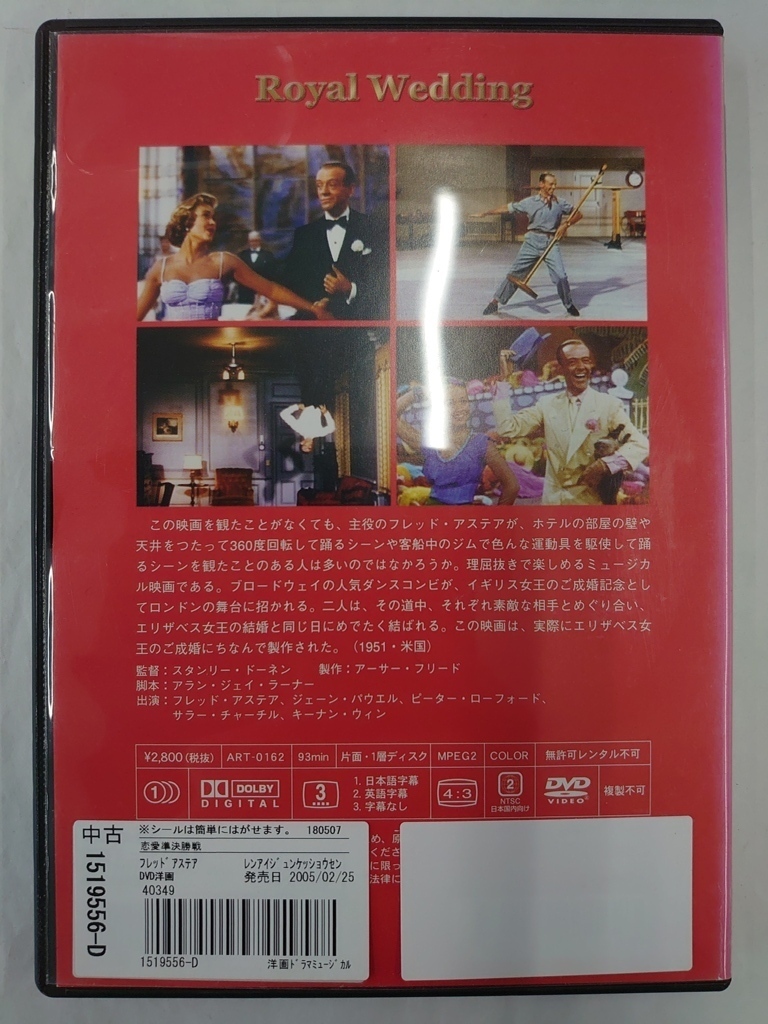 Royal Wedding
この映画を観たことがなくても、主役のフレッド・アステアが、ホテルの部屋の壁や
天井をつたって360度回転して踊るシーンや客船中のジムで色んな運動具を駆使して踊
るシーンを観たことのある人は多いのではなかろうか。理屈抜きで楽しめるミュージ
カル映画である。ブロードウェイの人気ダンスコンビが、イギリス女王のご成婚記念とし
てロンドンの舞台に招かれる。二人は、その道中、それぞれ素敵な相手とめぐり合い、
エリザベス女王の結婚と同じ日にめでたく結ばれる。この映画は、実際にエリザベス女
王のご成婚にちなんで製作された。（1951・米国）
監督：スタンリー・ドーネン　製作：アーサー・フリード
脚本：アラン・ジェイ・ラーナー
出演：フレッド・アステア、ジェーン・パウエル、ピーター・ローフォード、
サラー・チャーチル、キーナン・ウィン
¥2,800(税抜) ART-0162 93min 片面・1層ディスク MPEG2 COLOR 無許可レンタル不可
1 DOLBY DIGITAL 3 1. 日本語字幕 2. 英語字幕 3. 字幕なし 4:3 2 NTSC 日本国内向け DVD VIDEO 複製不可
め、原
くださ
に限っ
法律に
中古 ※シールは簡単にはがせます。 180507
恋愛準決勝戦
フレッド アステア レンアイジュンケッショウセン
DVD洋画 発売日 2005/02/25
40349
1519556-D
1519556-D 洋画ドラマミュージカル